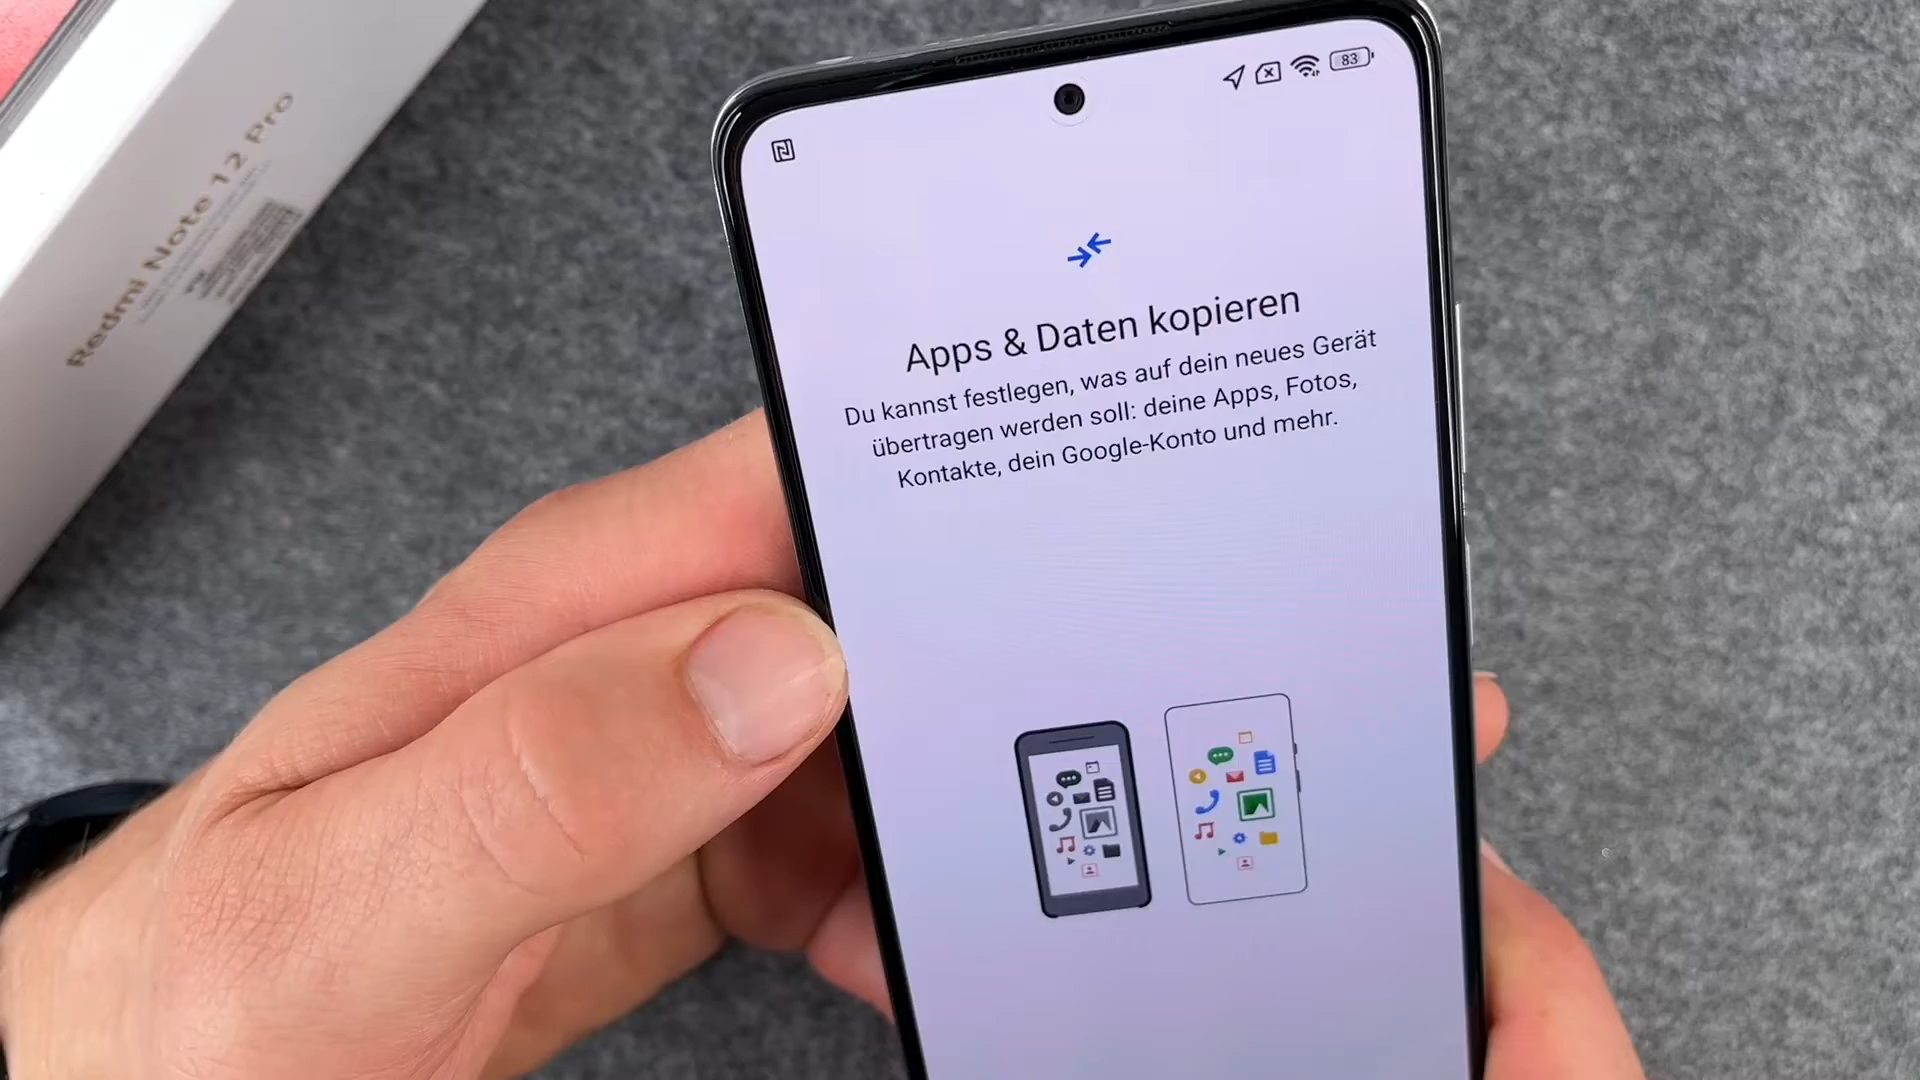 Redmi Note 12 Pro
83
Apps & Daten kopieren
Du kannst festlegen, was auf dein neues Gerät
übertragen werden soll: deine Apps, Fotos,
Kontakte, dein Google-Konto und mehr.